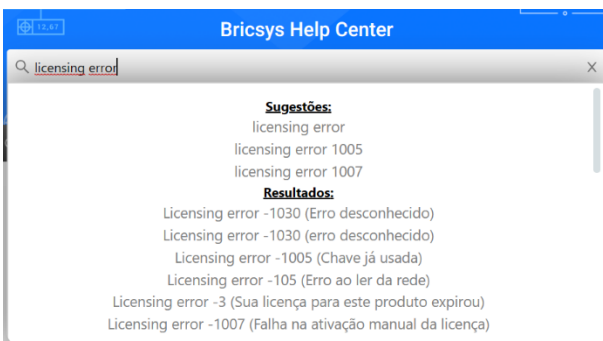 12,67
Bricsys Help Center
licensing error
X
Sugestões:
licensing error
licensing error 1005
licensing error 1007
Resultados:
Licensing error -1030 (Erro desconhecido)
Licensing error -1030 (erro desconhecido)
Licensing error -1005 (Chave já usada)
Licensing error -105 (Erro ao ler da rede)
Licensing error -3 (Sua licença para este produto expirou)
Licensing error -1007 (Falha na ativação manual da licença)